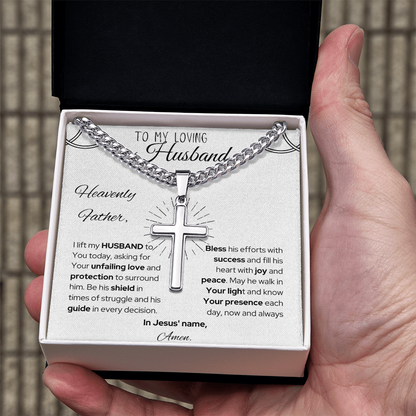 TO MY LOVING
Husband
Heavenly
Father,
I lift my HUSBAND to
You today, asking for
Your unfailing love and
protection to surround
him. Be his shield in
times of struggle and his
guide in every decision.
Bless his efforts with
success and fill his
heart with joy and
peace. May he walk in
Your light and know
Your presence each
day, now and always
In Jesus' name,
Amen.